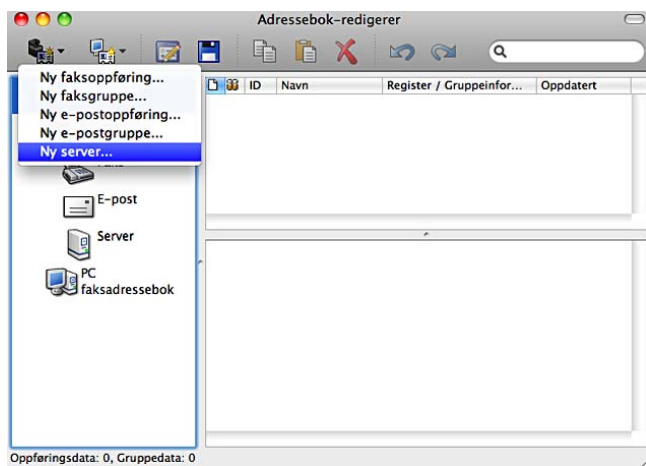 Adressebok-redigerer
Ny faksoppføring...
Ny faksgruppe...
Ny e-postoppføring...
Ny e-postgruppe...
Ny server...
ID Navn Register / Gruppeinfor... Oppdatert
E-post
Server
PC
faksadressebok
Oppføringsdata: 0, Gruppedata: 0